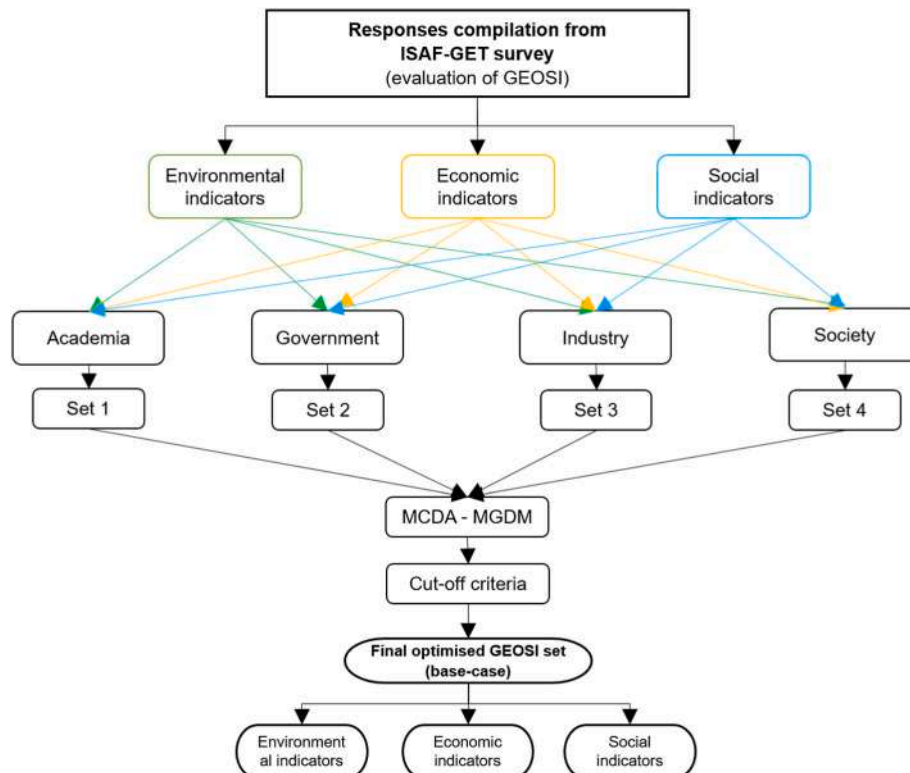 Responses compilation from
ISAF-GET survey
(evaluation of GEOSI)
Environmental
indicators
Economic
indicators
Social
indicators
Academia
Government
Industry
Society
Set 1
Set 2
Set 3
Set 4
MCDA - MGDM
Cut-off criteria
Final optimised GEOSI set
(base-case)
Environment
al indicators
Economic
indicators
Social
indicators